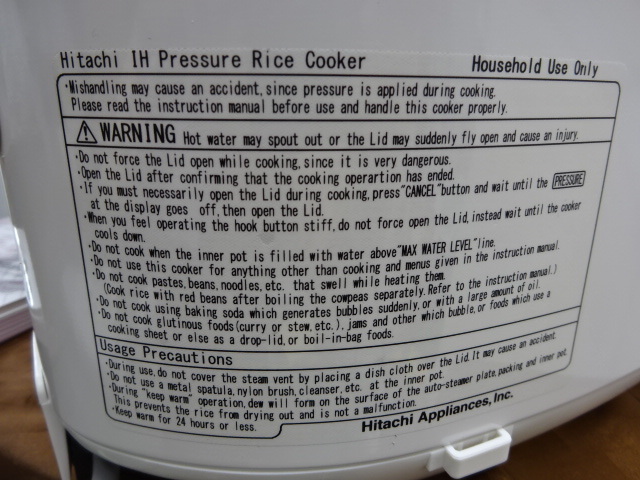 Hitachi IH Pressure Rice Cooker
Household Use Only
·Mishandling may cause an accident, since pressure is applied during cooking.
Please read the instruction manual before use and handle this cooker properly.
⚠ WARNING Hot water may spout out or the Lid may suddenly fly open and cause an injury.
·Do not force the Lid open while cooking, since it is very dangerous.
·Open the Lid after confirming that the cooking operartion has ended.
·If you must necessarily open the Lid during cooking, press "CANCEL" button and wait until the PRESSURE
at the display goes off, then open the Lid.
·When you feel operating the hook button stiff, do not force open the Lid, instead wait until the cooker
cools down.
·Do not cook when the inner pot is filled with water above "MAX WATER LEVEL" line.
·Do not use this cooker for anything other than cooking and menus given in the instruction manual.
·Do not cook pastes, beans, noodles, etc. that swell while heating them.
(Cook rice with red beans after boiling the cowpeas separately. Refer to the instruction manual.)
·Do not cook using baking soda which generates bubbles suddenly, or with a large amount of oil.
·Do not cook glutinous foods (curry or stew, etc.), jams and other which bubble, or foods which use a
cooking sheet or else as a drop-lid, or boil-in-bag foods.
Usage Precautions
·During use, do not cover the steam vent by placing a dish cloth over the Lid. It may cause an accident.
·Do not use a metal spatula, nylon brush, cleanser, etc. at the inner pot.
·During "keep warm" operation, dew will form on the surface of the auto-steamer plate, packing and inner pot.
This prevents the rice from drying out and is not a malfunction.
·Keep warm for 24 hours or less.
Hitachi Appliances, Inc.